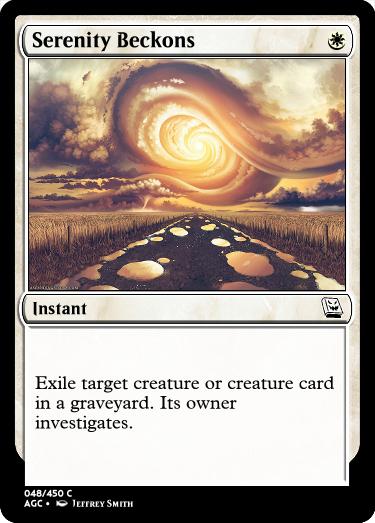 Serenity Beckons
Instant
Exile target creature or creature card
in a graveyard. Its owner
investigates.
048/450 C
AGC • Jeffrey Smith